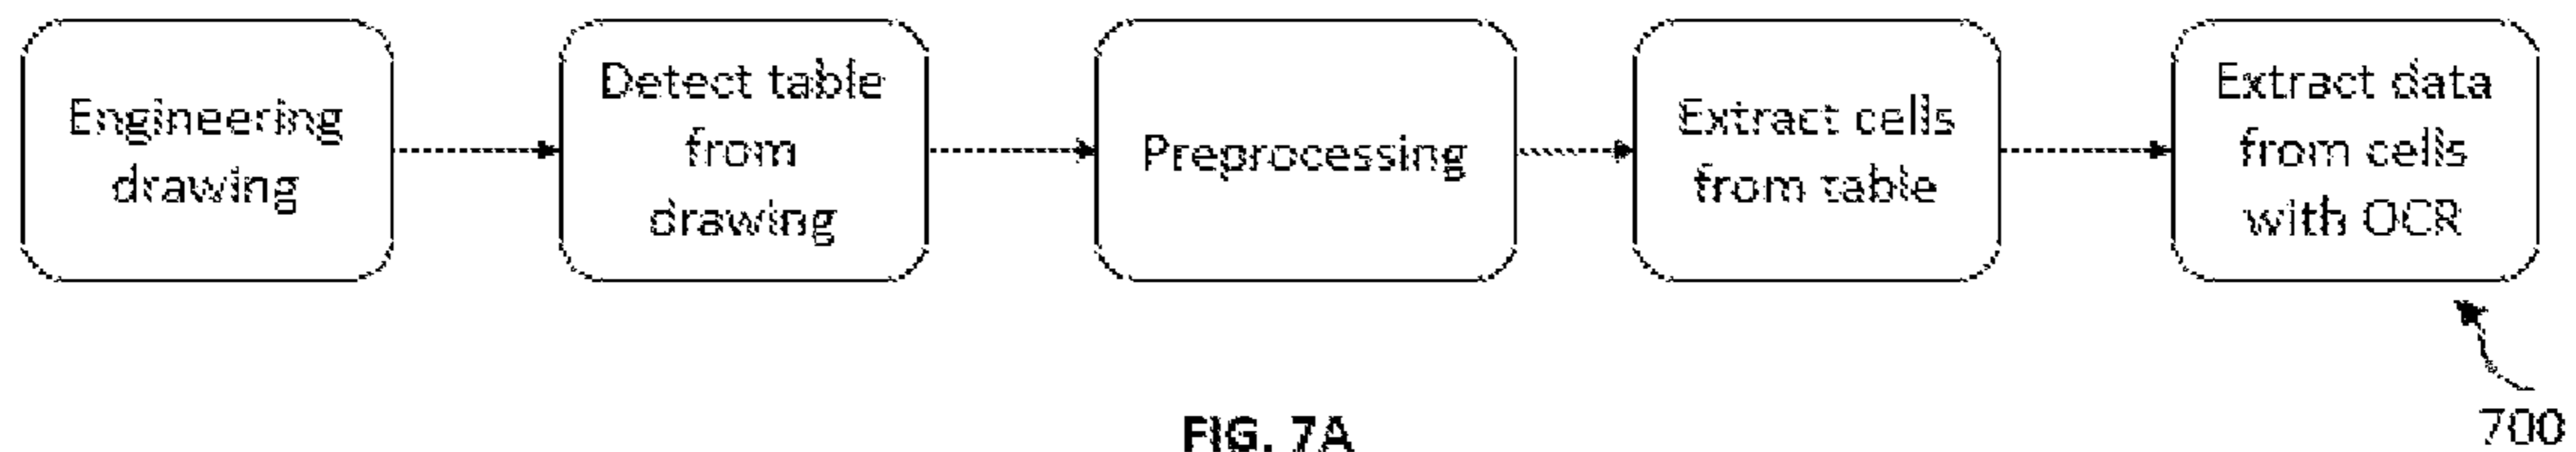 Engineering
drawing
Detect table
from
drawing
Preprocessing
Extract cells
from table
Extract data
from cells
with OCR
700
FIG. 7A